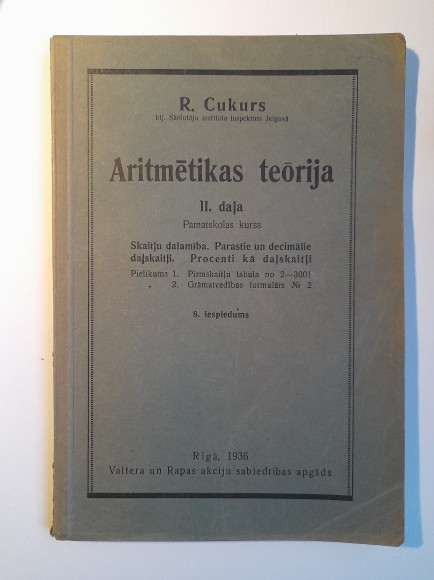 R. Cukurs
bij. Skolotāju institūta inspektors Jelgavā
Aritmētikas teōrija
II. daļa
Pamatskolas kurss
Skaitļu dalamība. Parastie un decimālie
daļskaitļi. Procenti kā daļskaitļi
Pielikums 1. Pirmskaitļu tabula no 2—3001
2. Grāmatvedības formulārs № 2
8. iespiedums
Rīgā, 1936
Valtera un Rapas akciju sabiedrības apgāds